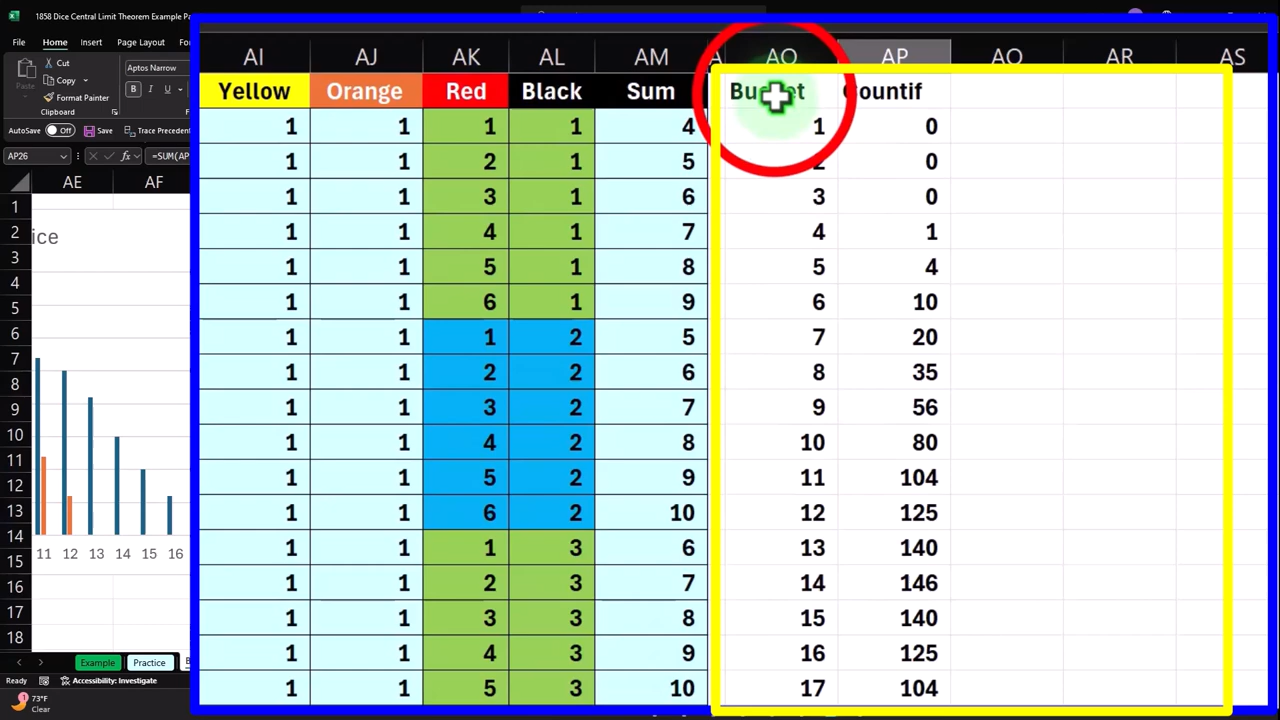 1858 Dice Central Limit Theorem Example Pa
File Home Insert Page Layout
Cut
Copy
Format Painter
Aptos Narrow
B I U
AutoSave Off Save Trace Precedent
AP26 fx =SUM(AP
AE AF
AI AJ AK AL AM A AO AP AQ AR AS
Yellow Orange Red Black Sum Countif
1 1 1 1 4 1 0
1 1 2 1 5 2 0
1 1 3 1 6 3 0
1 1 4 1 7 4 1
1 1 5 1 8 5 4
1 1 6 1 9 6 10
1 1 1 2 5 7 20
1 1 2 2 6 8 35
1 1 3 2 7 9 56
1 1 4 2 8 10 80
1 1 5 2 9 11 104
1 1 6 2 10 12 125
1 1 1 3 6 13 140
1 1 2 3 7 14 146
1 1 3 3 8 15 140
1 1 4 3 9 16 125
1 1 5 3 10 17 104
1
2
3
4
5
6
7
8
9
10
11
12
13
14
15
16
17
18
ice
11 12 13 14 15 16
Example Practice
Ready Accessibility: Investigate
73°F
Clear